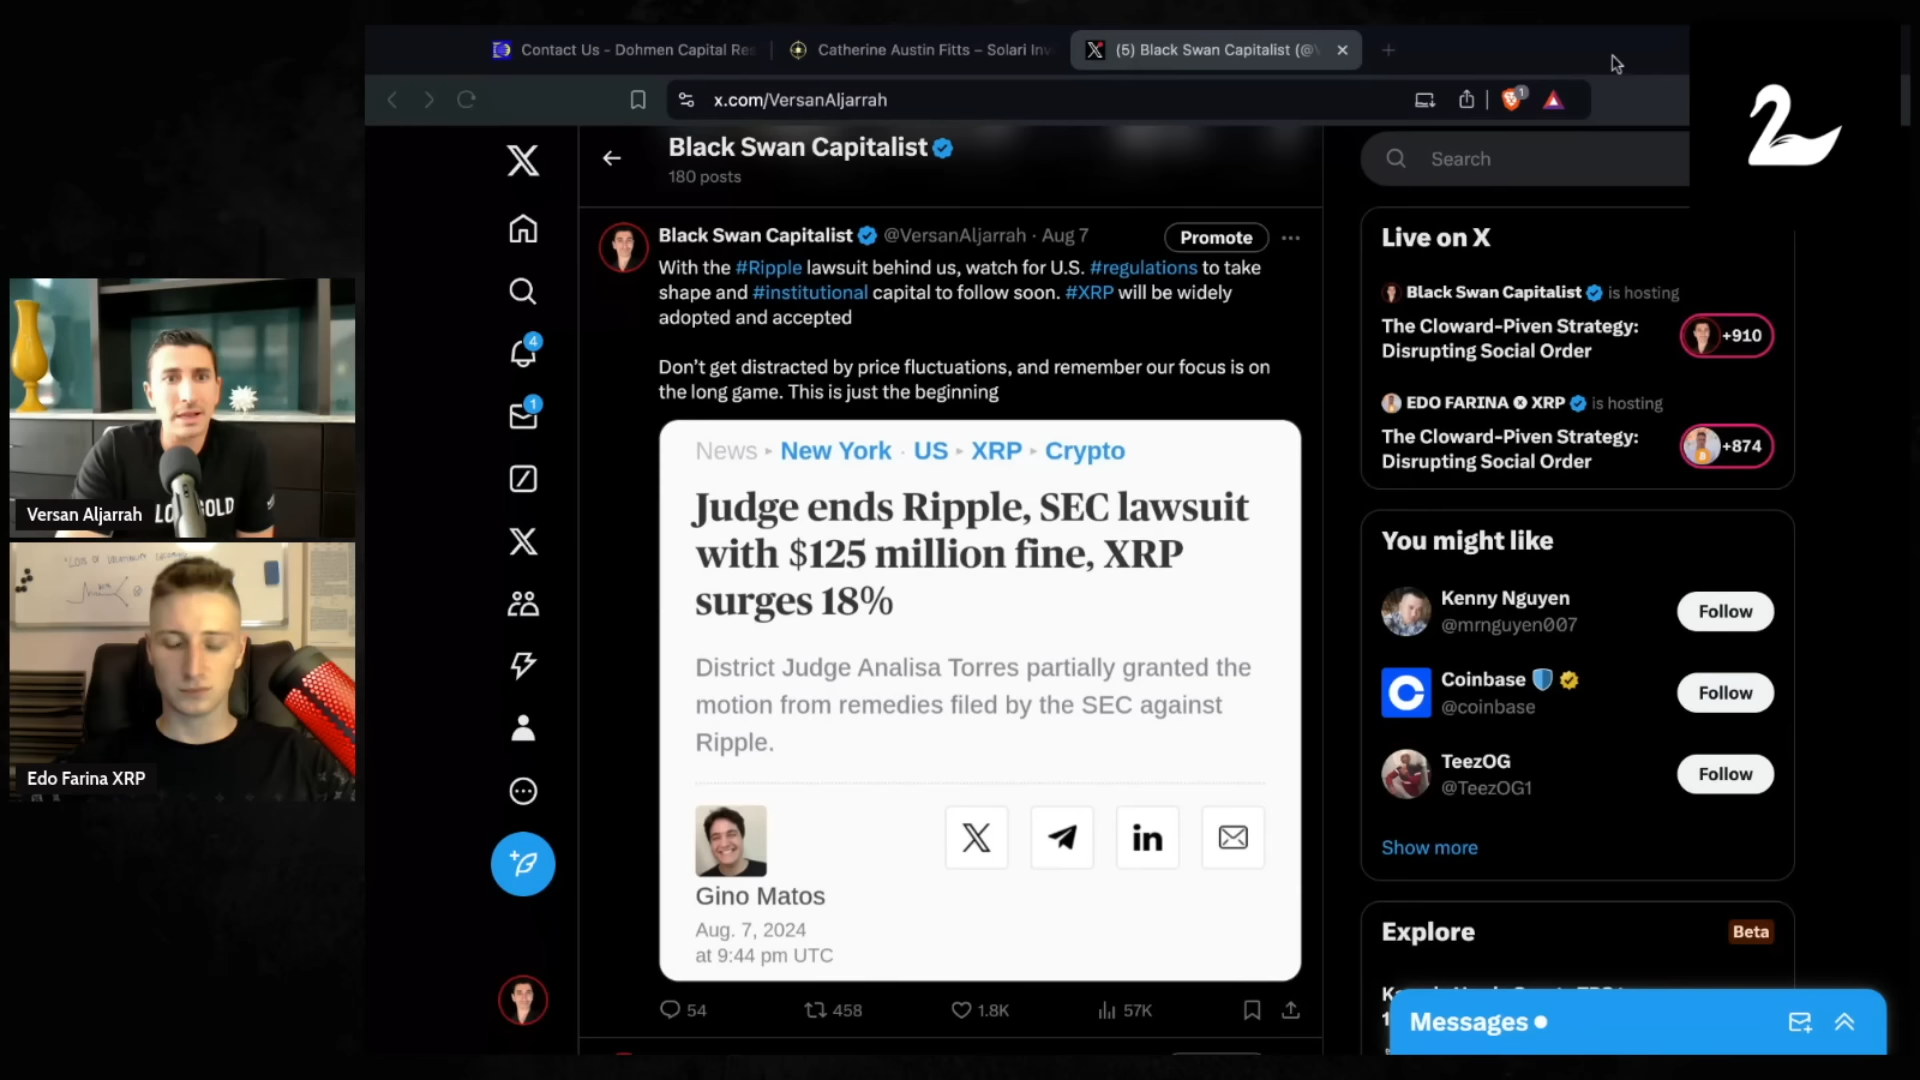 Contact Us - Dohmen Capital Res
Catherine Austin Fitts – Solari Inv
(5) Black Swan Capitalist (@V
x.com/VersanAljarrah
1
Black Swan Capitalist
180 posts
Search
4
1
Black Swan Capitalist @VersanAljarrah · Aug 7
Promote
With the #Ripple lawsuit behind us, watch for U.S. #regulations to take
shape and #institutional capital to follow soon. #XRP will be widely
adopted and accepted
Don't get distracted by price fluctuations, and remember our focus is on
the long game. This is just the beginning
News ▸ New York · US ▸ XRP ▸ Crypto
Judge ends Ripple, SEC lawsuit
with $125 million fine, XRP
surges 18%
District Judge Analisa Torres partially granted the
motion from remedies filed by the SEC against
Ripple.
Gino Matos
Aug. 7, 2024
at 9:44 pm UTC
54
458
1.8K
57K
Live on X
Black Swan Capitalist is hosting
The Cloward-Piven Strategy:
Disrupting Social Order
+910
EDO FARINA XRP is hosting
The Cloward-Piven Strategy:
Disrupting Social Order
+874
You might like
Kenny Nguyen
@mrnguyen007
Follow
Coinbase
@coinbase
Follow
TeezOG
@TeezOG1
Follow
Show more
Explore
Beta
Messages
Versan Aljarrah
Edo Farina XRP